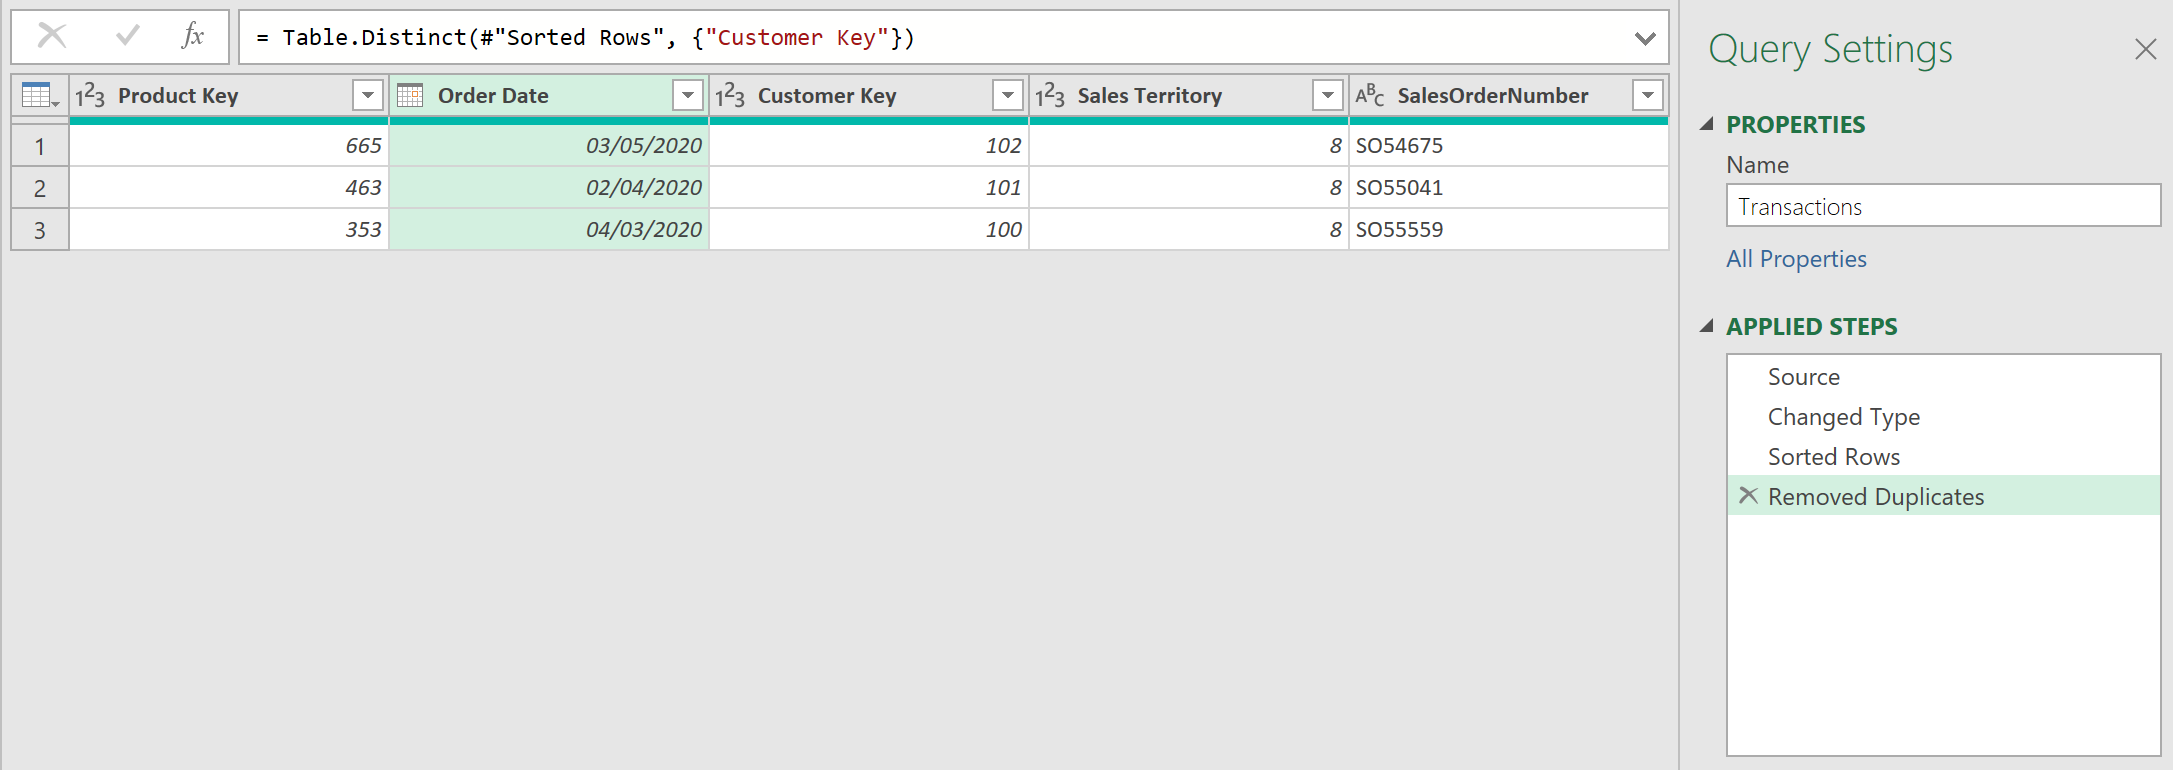 fx = Table.Distinct(#"Sorted Rows", {"Customer Key"})
123 Product Key 123 Order Date 123 Customer Key 123 Sales Territory ABC SalesOrderNumber
1 665 03/05/2020 102 8 SO54675
2 463 02/04/2020 101 8 SO55041
3 353 04/03/2020 100 8 SO55559
Query Settings
PROPERTIES
Name
Transactions
All Properties
APPLIED STEPS
Source
Changed Type
Sorted Rows
Removed Duplicates